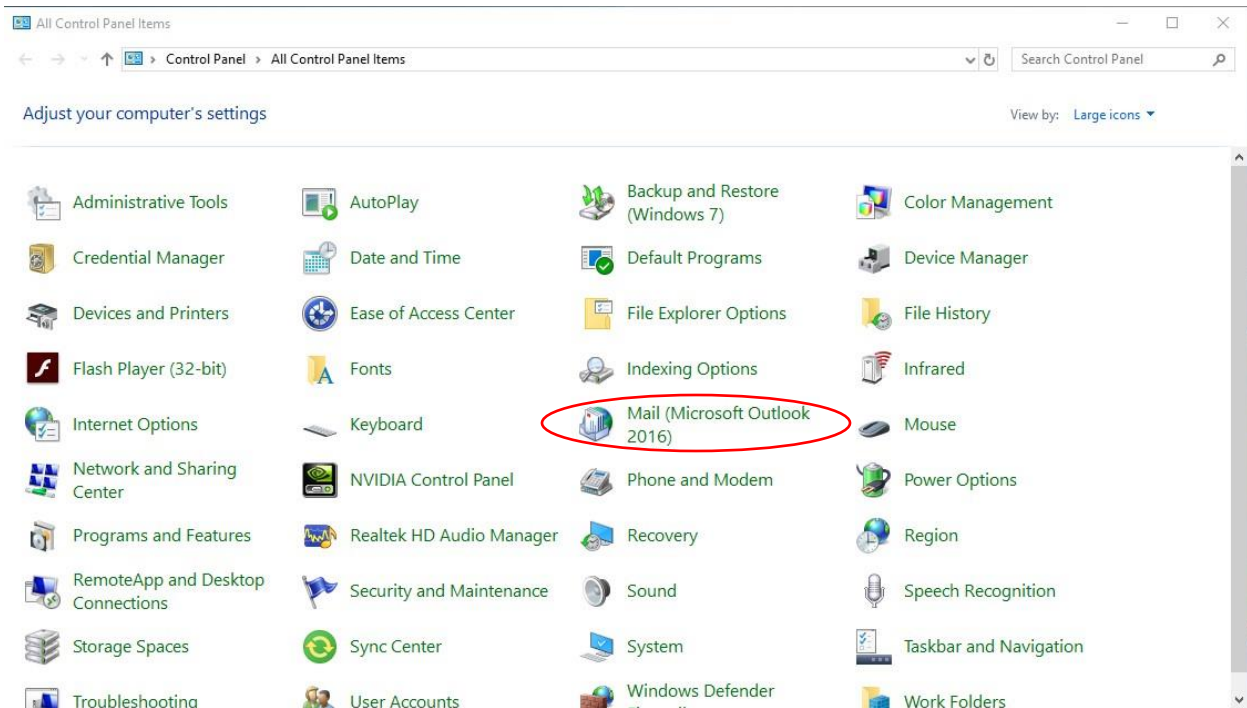 All Control Panel Items
Control Panel > All Control Panel Items
Search Control Panel
Adjust your computer's settings
View by: Large icons
Administrative Tools
AutoPlay
Backup and Restore
(Windows 7)
Color Management
Credential Manager
Date and Time
Default Programs
Device Manager
Devices and Printers
Ease of Access Center
File Explorer Options
File History
Flash Player (32-bit)
Fonts
Indexing Options
Infrared
Internet Options
Keyboard
Mail (Microsoft Outlook
2016)
Mouse
Network and Sharing
Center
NVIDIA Control Panel
Phone and Modem
Power Options
Programs and Features
Realtek HD Audio Manager
Recovery
Region
RemoteApp and Desktop
Connections
Security and Maintenance
Sound
Speech Recognition
Storage Spaces
Sync Center
System
Taskbar and Navigation
Troubleshooting
User Accounts
Windows Defender
Work Folders